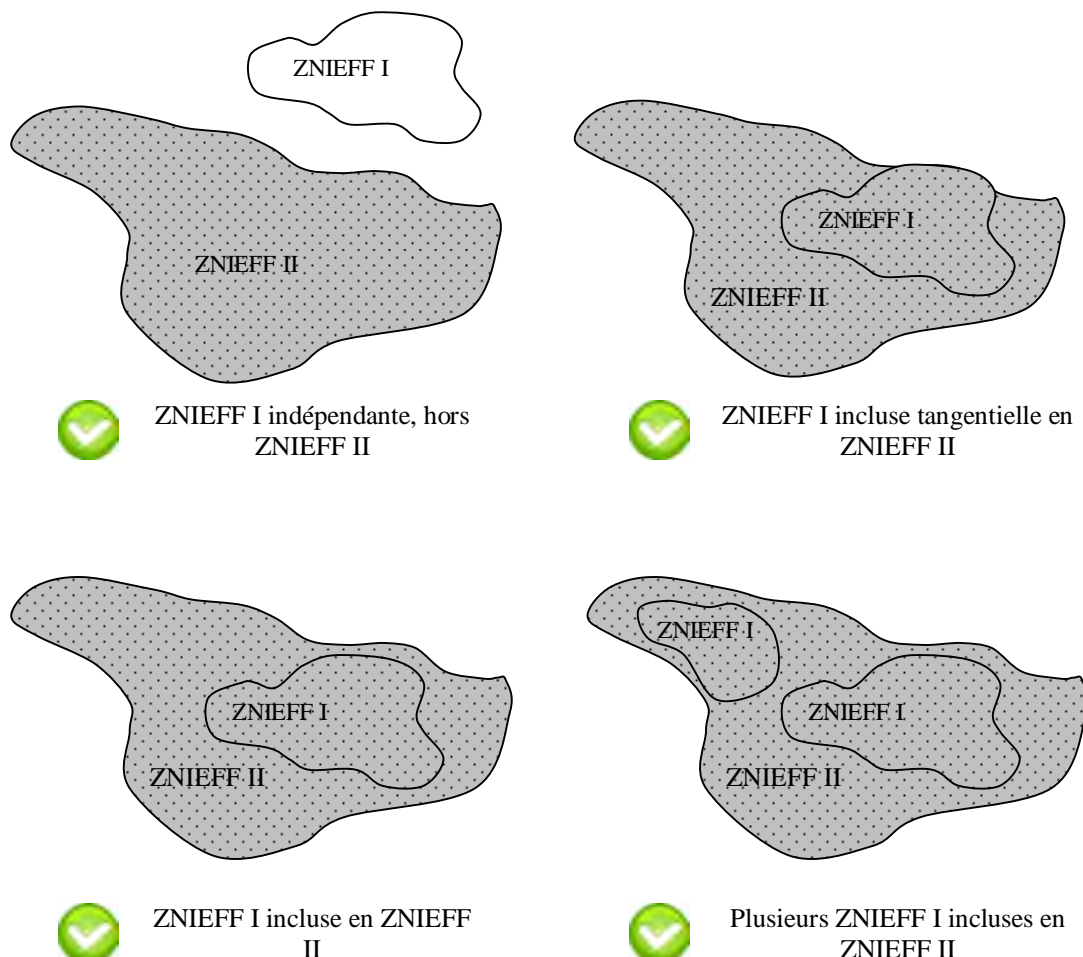 ZNIEFF I
ZNIEFF II
ZNIEFF I indépendante, hors
ZNIEFF II
ZNIEFF I
ZNIEFF II
ZNIEFF I incluse tangentielle en
ZNIEFF II
ZNIEFF I
ZNIEFF II
ZNIEFF I incluse en ZNIEFF
II
ZNIEFF I
ZNIEFF I
ZNIEFF II
Plusieurs ZNIEFF I incluses en
ZNIEFF II